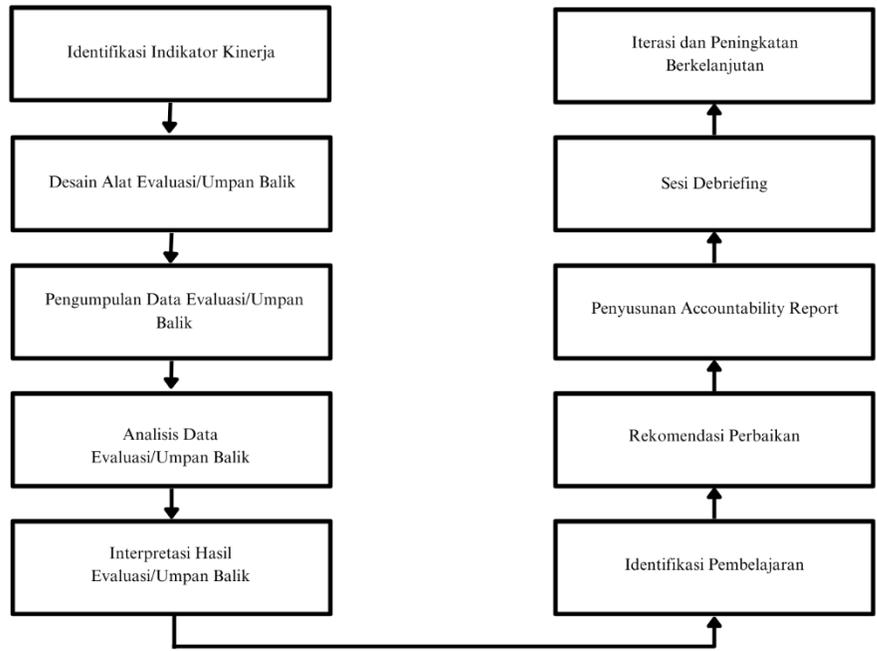 Identifikasi Indikator Kinerja
Desain Alat Evaluasi/Umpan Balik
Pengumpulan Data Evaluasi/Umpan
Balik
Analisis Data
Evaluasi/Umpan Balik
Interpretasi Hasil
Evaluasi/Umpan Balik
Identifikasi Pembelajaran
Rekomendasi Perbaikan
Penyusunan Accountability Report
Sesi Debriefing
Iterasi dan Peningkatan
Berkelanjutan